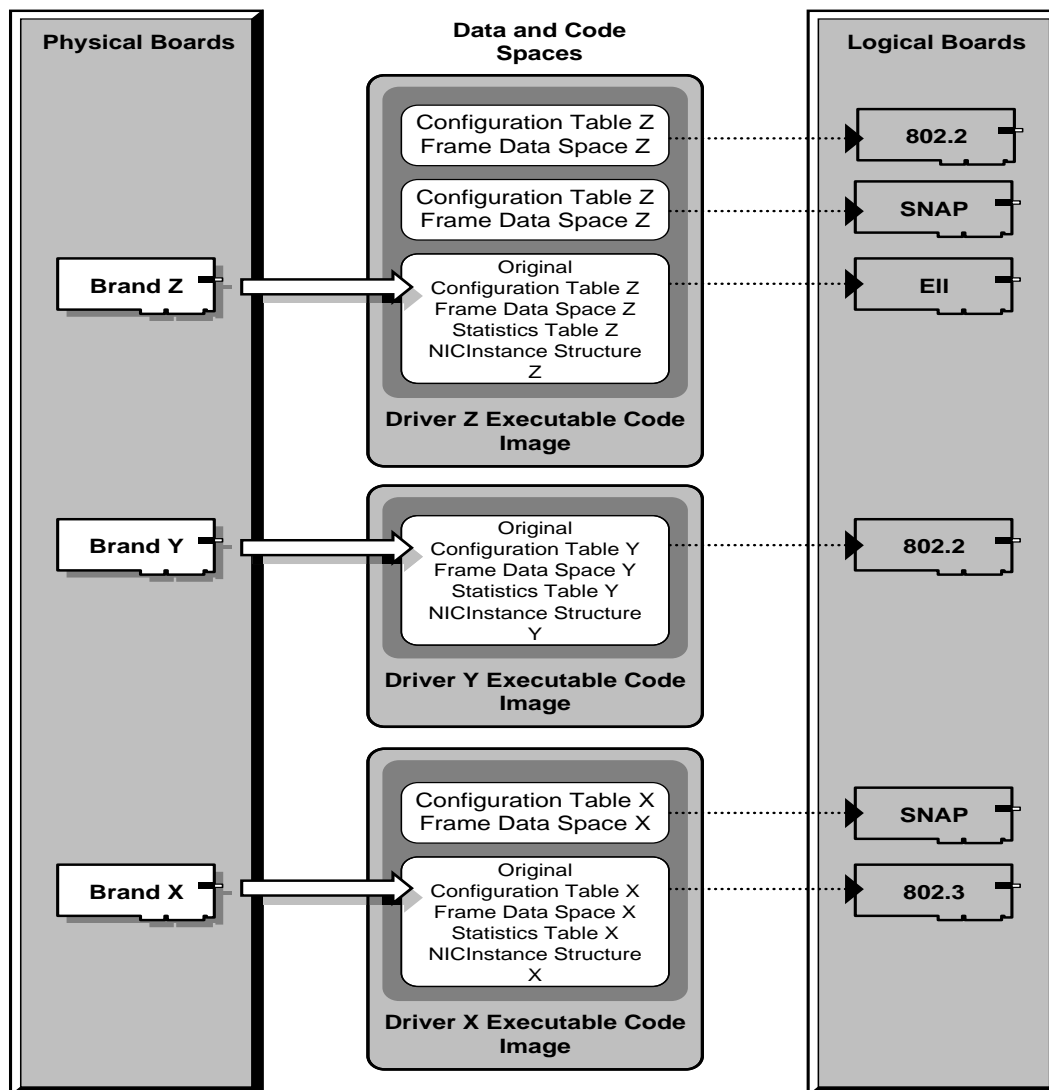 Physical Boards
Data and Code
Spaces
Logical Boards
Configuration Table Z
Frame Data Space Z
802.2
Configuration Table Z
Frame Data Space Z
SNAP
Brand Z
Original
Configuration Table Z
Frame Data Space Z
Statistics Table Z
NICInstance Structure
Z
EII
Driver Z Executable Code
Image
Brand Y
Original
Configuration Table Y
Frame Data Space Y
Statistics Table Y
NICInstance Structure
Y
802.2
Driver Y Executable Code
Image
Configuration Table X
Frame Data Space X
SNAP
Brand X
Original
Configuration Table X
Frame Data Space X
Statistics Table X
NICInstance Structure
X
802.3
Driver X Executable Code
Image